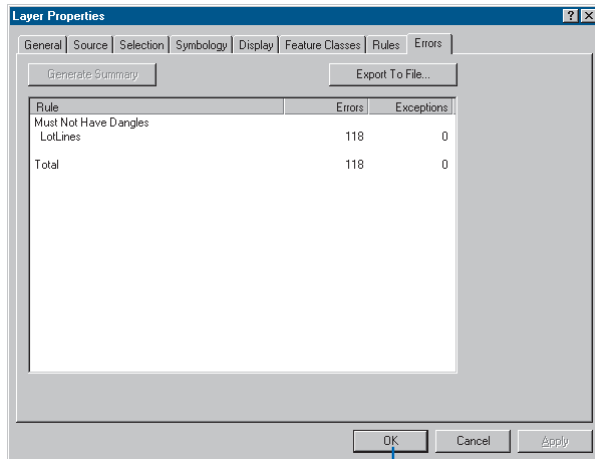 Layer Properties
General Source Selection Symbology Display Feature Classes Rules Errors
Generate Summary Export To File...
Rule Errors Exceptions
Must Not Have Dangles
LotLines 118 0
Total 118 0
OK Cancel Apply